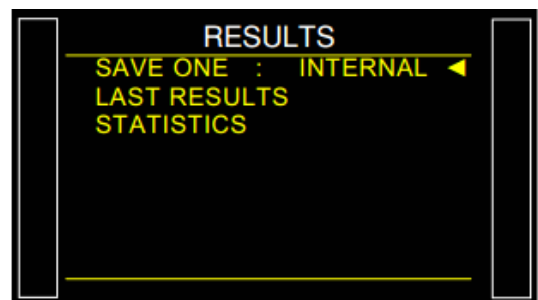 RESULTS
SAVE ONE : INTERNAL ◄
LAST RESULTS
STATISTICS